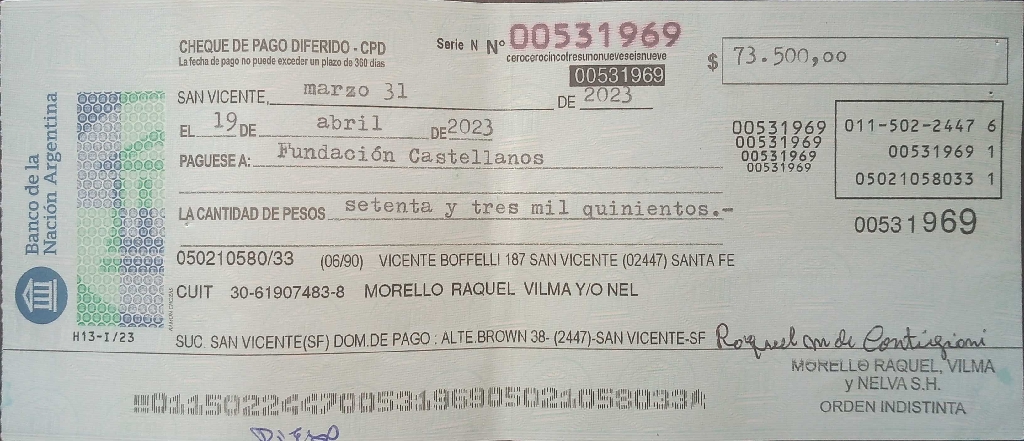 CHEQUE DE PAGO DIFERIDO - CPD
La fecha de pago no puede exceder un plazo de 360 días
Serie N Nº 00531969
cerocerocincotresunonueveseisnueve
00531969
$ 73.500,oo
SAN VICENTE, marzo 31 DE 2023
EL 19 DE abril DE 2023
PAGUESE A: Fundación Castellanos
00531969
00531969
00531969
00531969
011-502-2447 6
00531969 1
05021058033 1
00531969
LA CANTIDAD DE PESOS setenta y tres mil quinientos.-
050210580/33 (06/90) VICENTE BOFFELLI 187 SAN VICENTE (02447) SANTA FE
CUIT 30-61907483-8 MORELLO RAQUEL VILMA Y/O NEL
SUC. SAN VICENTE(SF) DOM.DE PAGO : ALTE.BROWN 38- (2447)-SAN VICENTE-SF
Raquel M de Contigioni
MORELLO RAQUEL, VILMA
y NELVA S.H.
ORDEN INDISTINTA
Banco de la
Nación Argentina
H13-I/23
01150224470053196905021058033